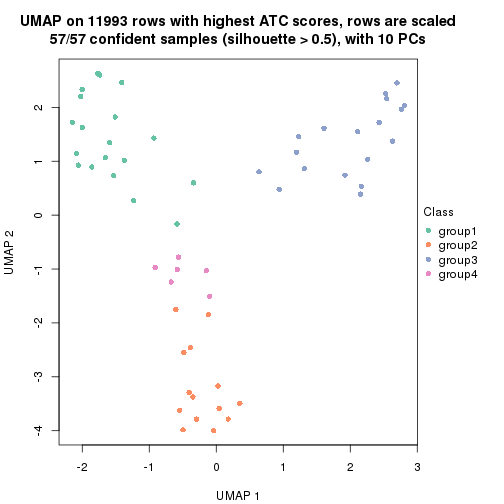 UMAP on 11993 rows with highest ATC scores, rows are scaled
57/57 confident samples (silhouette > 0.5), with 10 PCs
2
1
0
-1
-2
-3
-4
UMAP 2
-2
-1
0
1
2
3
UMAP 1
Class
group1
group2
group3
group4